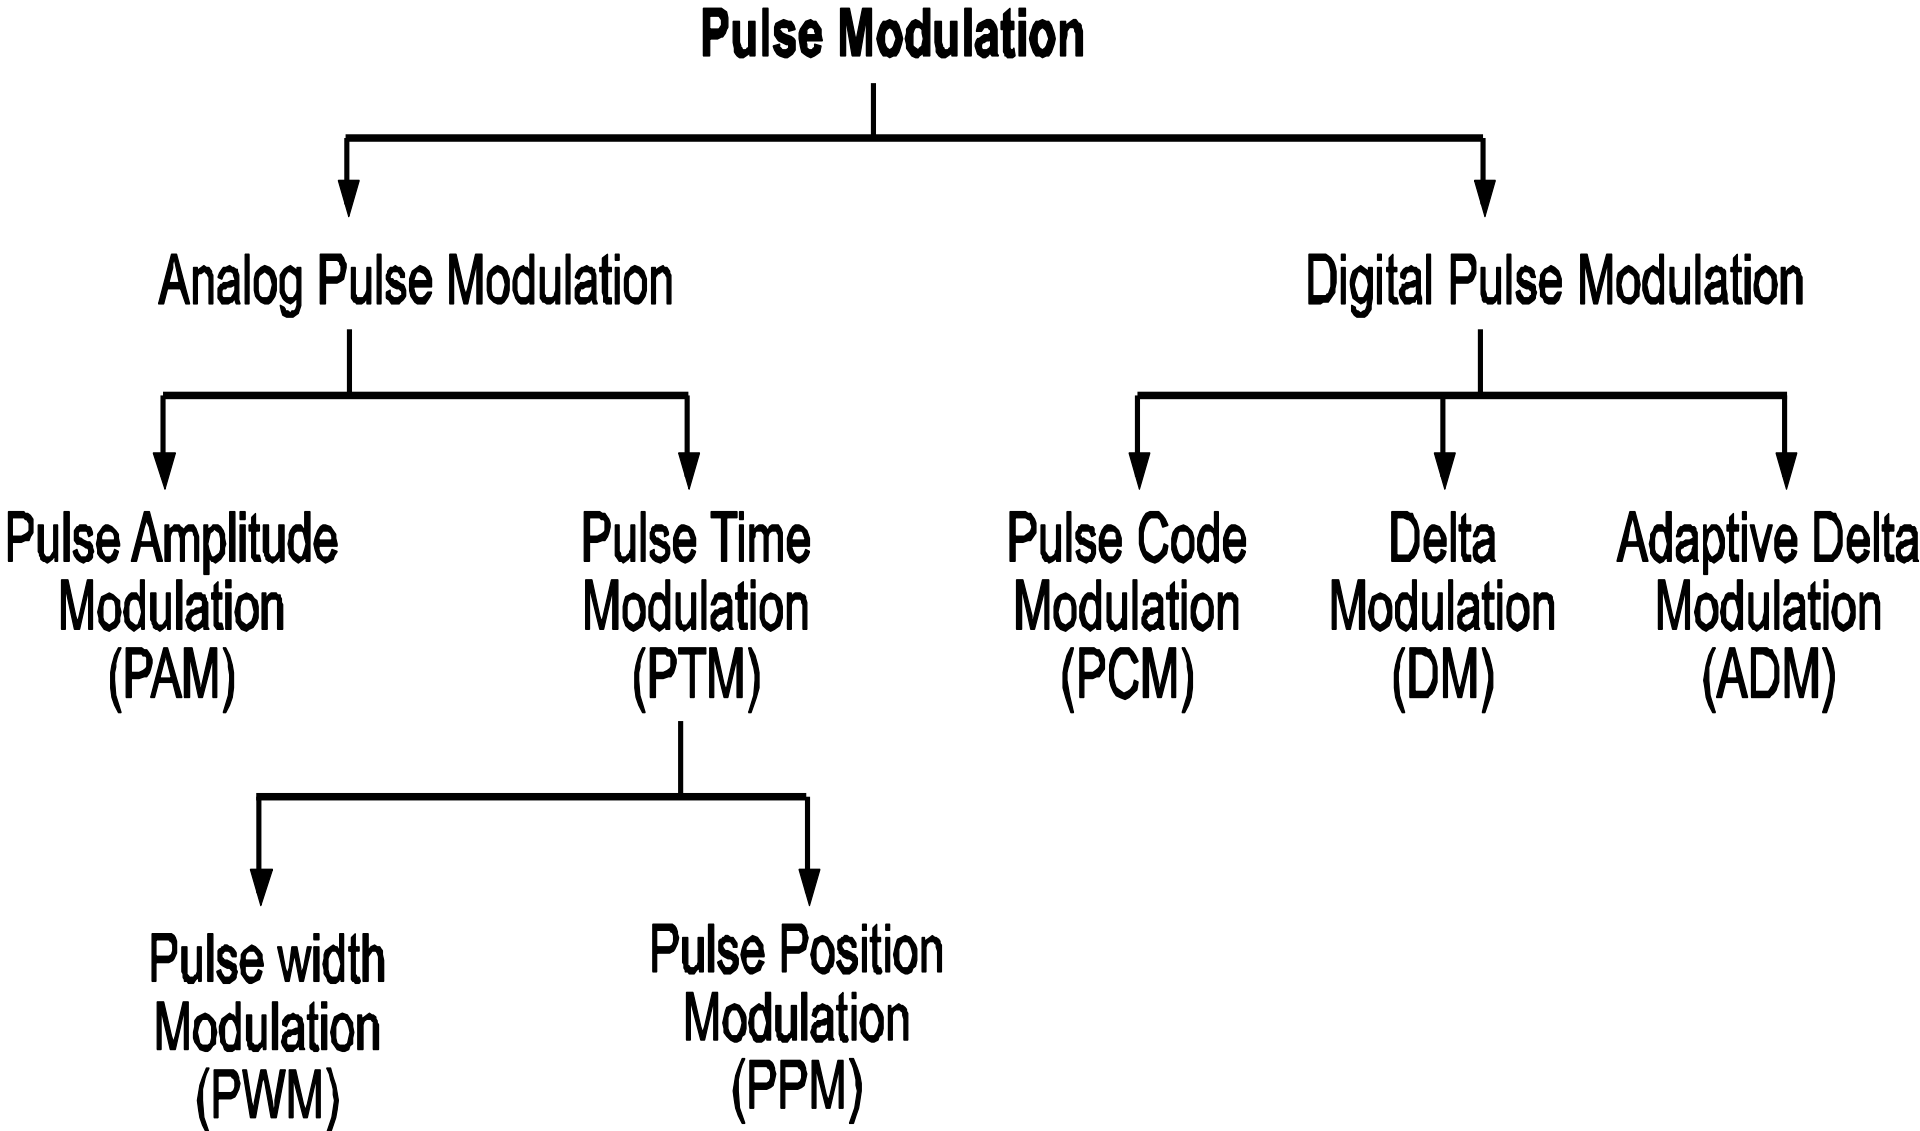 Pulse Modulation
Analog Pulse Modulation
Digital Pulse Modulation
Pulse Amplitude
Modulation
(PAM)
Pulse Time
Modulation
(PTM)
Pulse Code
Modulation
(PCM)
Delta
Modulation
(DM)
Adaptive Delta
Modulation
(ADM)
Pulse width
Modulation
(PWM)
Pulse Position
Modulation
(PPM)